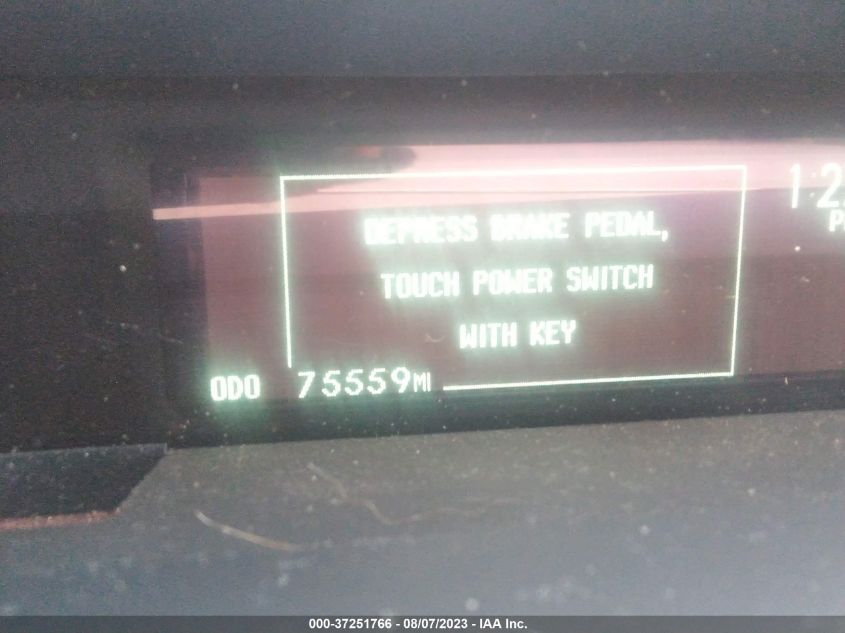 DEPRESS BRAKE PEDAL,
TOUCH POWER SWITCH
WITH KEY
ODO 75559MI
000-37251766 - 08/07/2023 - IAA Inc.